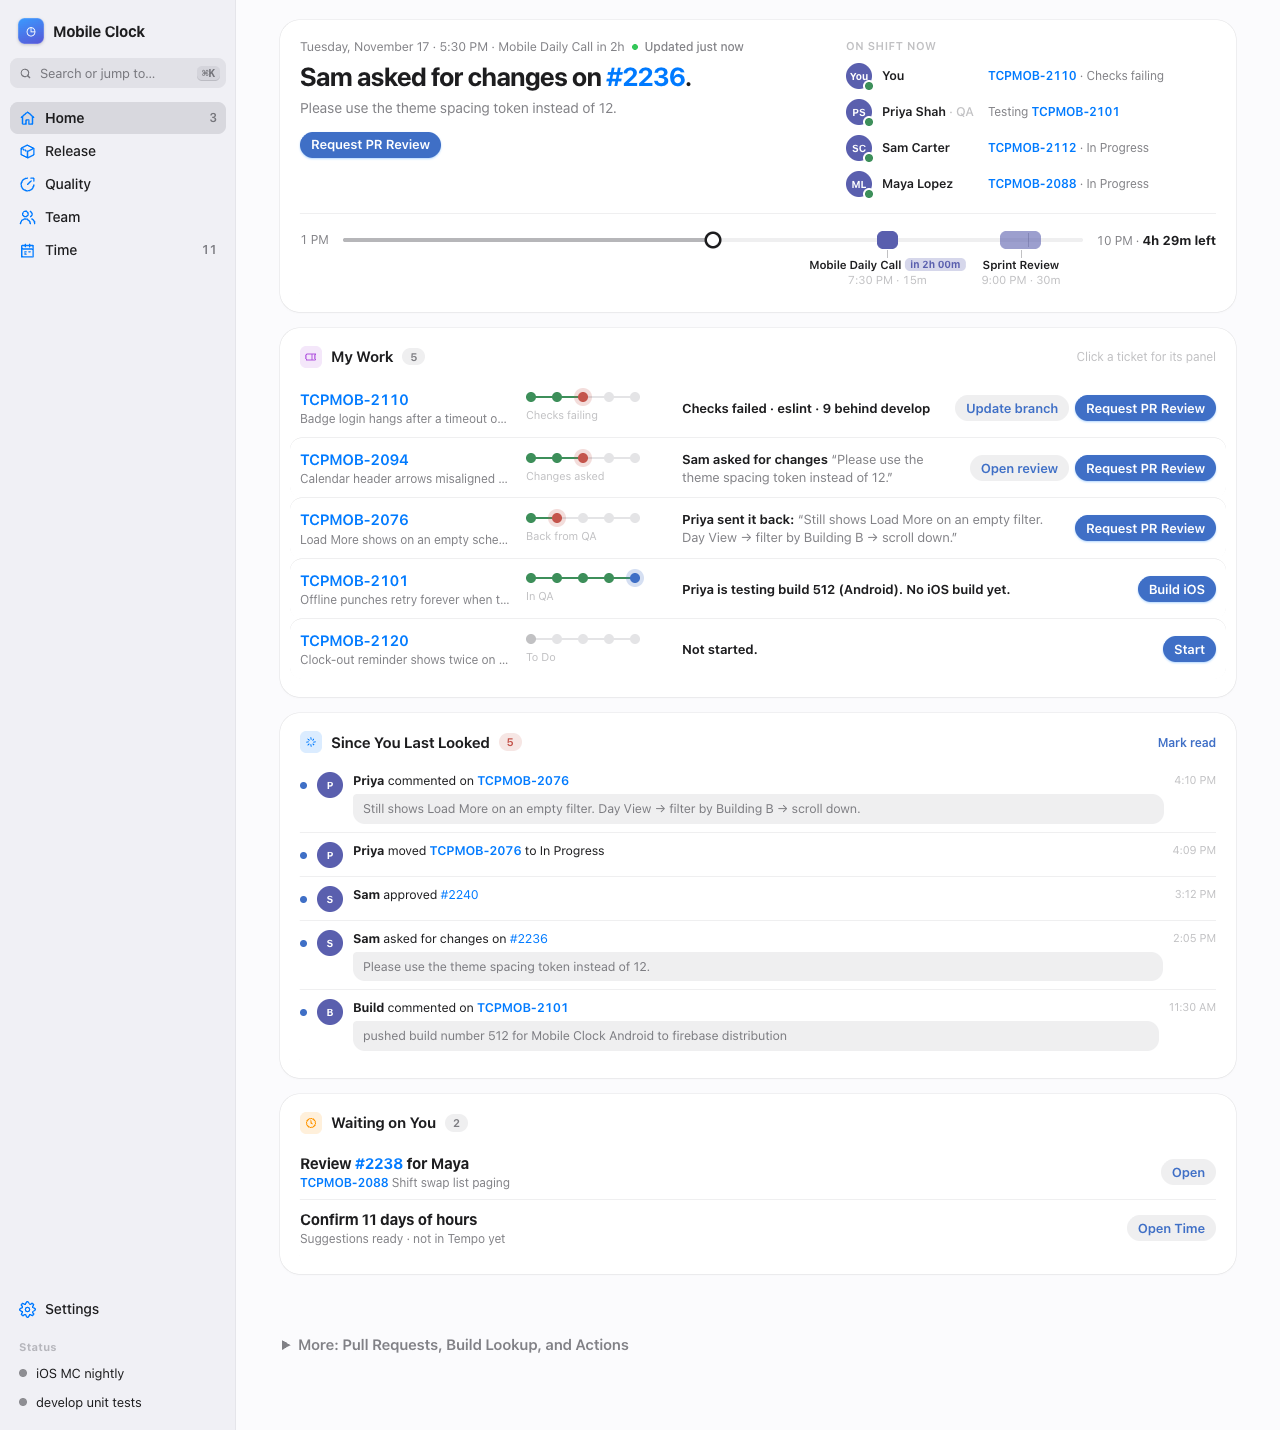 Mobile Clock
Search or jump to...
⌘K
Home 3
Release
Quality
Team
Time 11
Settings
Status
iOS MC nightly
develop unit tests
Tuesday, November 17 · 5:30 PM · Mobile Daily Call in 2h
Updated just now
Sam asked for changes on #2236.
Please use the theme spacing token instead of 12.
Request PR Review
ON SHIFT NOW
You You TCPMOB-2110 · Checks failing
PS Priya Shah · QA Testing TCPMOB-2101
SC Sam Carter TCPMOB-2112 · In Progress
ML Maya Lopez TCPMOB-2088 · In Progress
1 PM
10 PM · 4h 29m left
Mobile Daily Call in 2h 00m
7:30 PM · 15m
Sprint Review
9:00 PM · 30m
My Work 5
Click a ticket for its panel
TCPMOB-2110
Badge login hangs after a timeout o...
Checks failing
Checks failed · eslint · 9 behind develop
Update branch
Request PR Review
TCPMOB-2094
Calendar header arrows misaligned ...
Changes asked
Sam asked for changes “Please use the
theme spacing token instead of 12.”
Open review
Request PR Review
TCPMOB-2076
Load More shows on an empty sche...
Back from QA
Priya sent it back: “Still shows Load More on an empty filter.
Day View → filter by Building B → scroll down.”
Request PR Review
TCPMOB-2101
Offline punches retry forever when t...
In QA
Priya is testing build 512 (Android). No iOS build yet.
Build iOS
TCPMOB-2120
Clock-out reminder shows twice on ...
To Do
Not started.
Start
Since You Last Looked 5
Mark read
P Priya commented on TCPMOB-2076 4:10 PM
Still shows Load More on an empty filter. Day View → filter by Building B → scroll down.
P Priya moved TCPMOB-2076 to In Progress 4:09 PM
S Sam approved #2240 3:12 PM
S Sam asked for changes on #2236 2:05 PM
Please use the theme spacing token instead of 12.
B Build commented on TCPMOB-2101 11:30 AM
pushed build number 512 for Mobile Clock Android to firebase distribution
Waiting on You 2
Review #2238 for Maya
TCPMOB-2088 Shift swap list paging
Open
Confirm 11 days of hours
Suggestions ready · not in Tempo yet
Open Time
More: Pull Requests, Build Lookup, and Actions